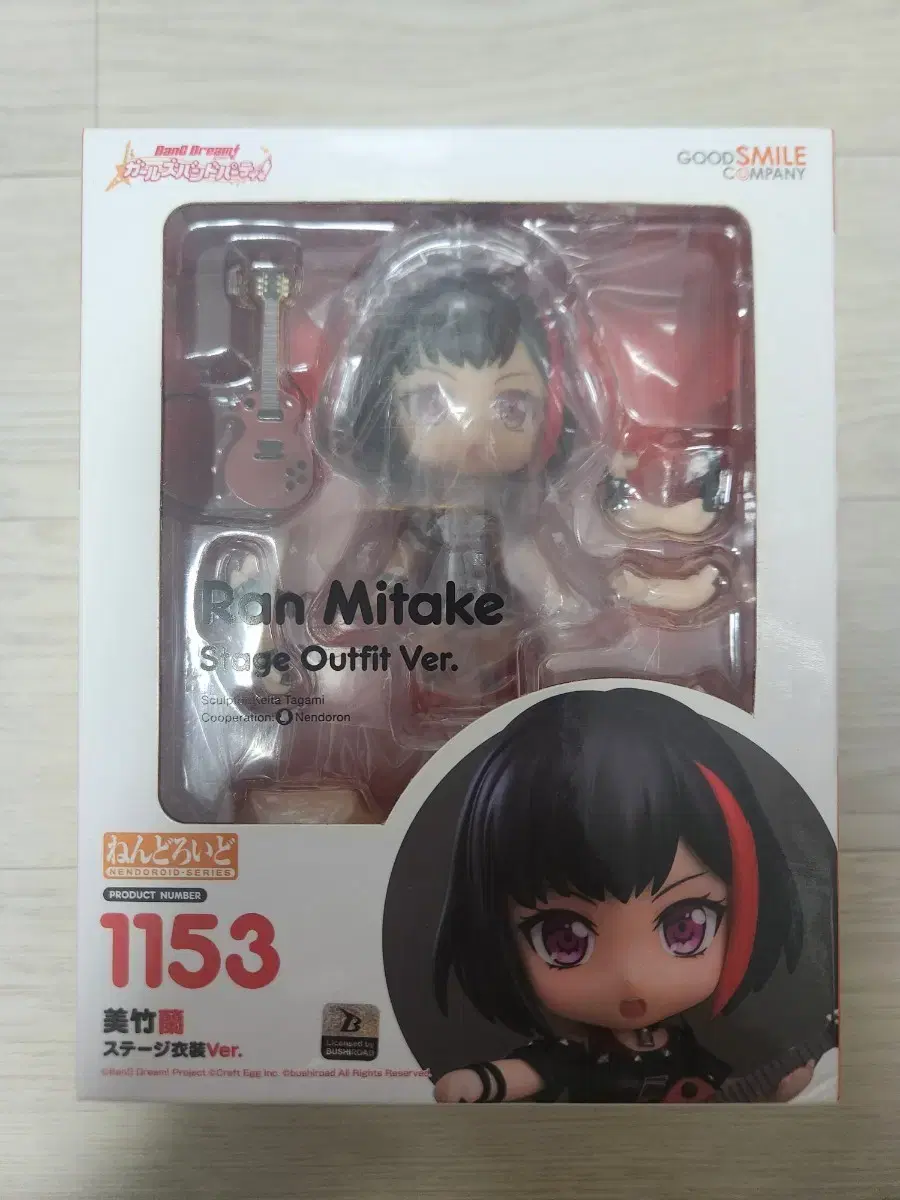 BanG Dream!
ガールズバンドパーティ!
GOOD SMILE
COMPANY
Ran Mitake
Stage Outfit Ver.
Sculptor:Keita Tagami
Cooperation: Nendoron
ねんどろいど
NENDOROID-SERIES
PRODUCT NUMBER
1153
美竹蘭
ステージ衣装Ver.
B
Licensed by
BUSHIROAD
©BanG Dream! Project ©Craft Egg Inc. ©bushiroad All Rights Reserved.